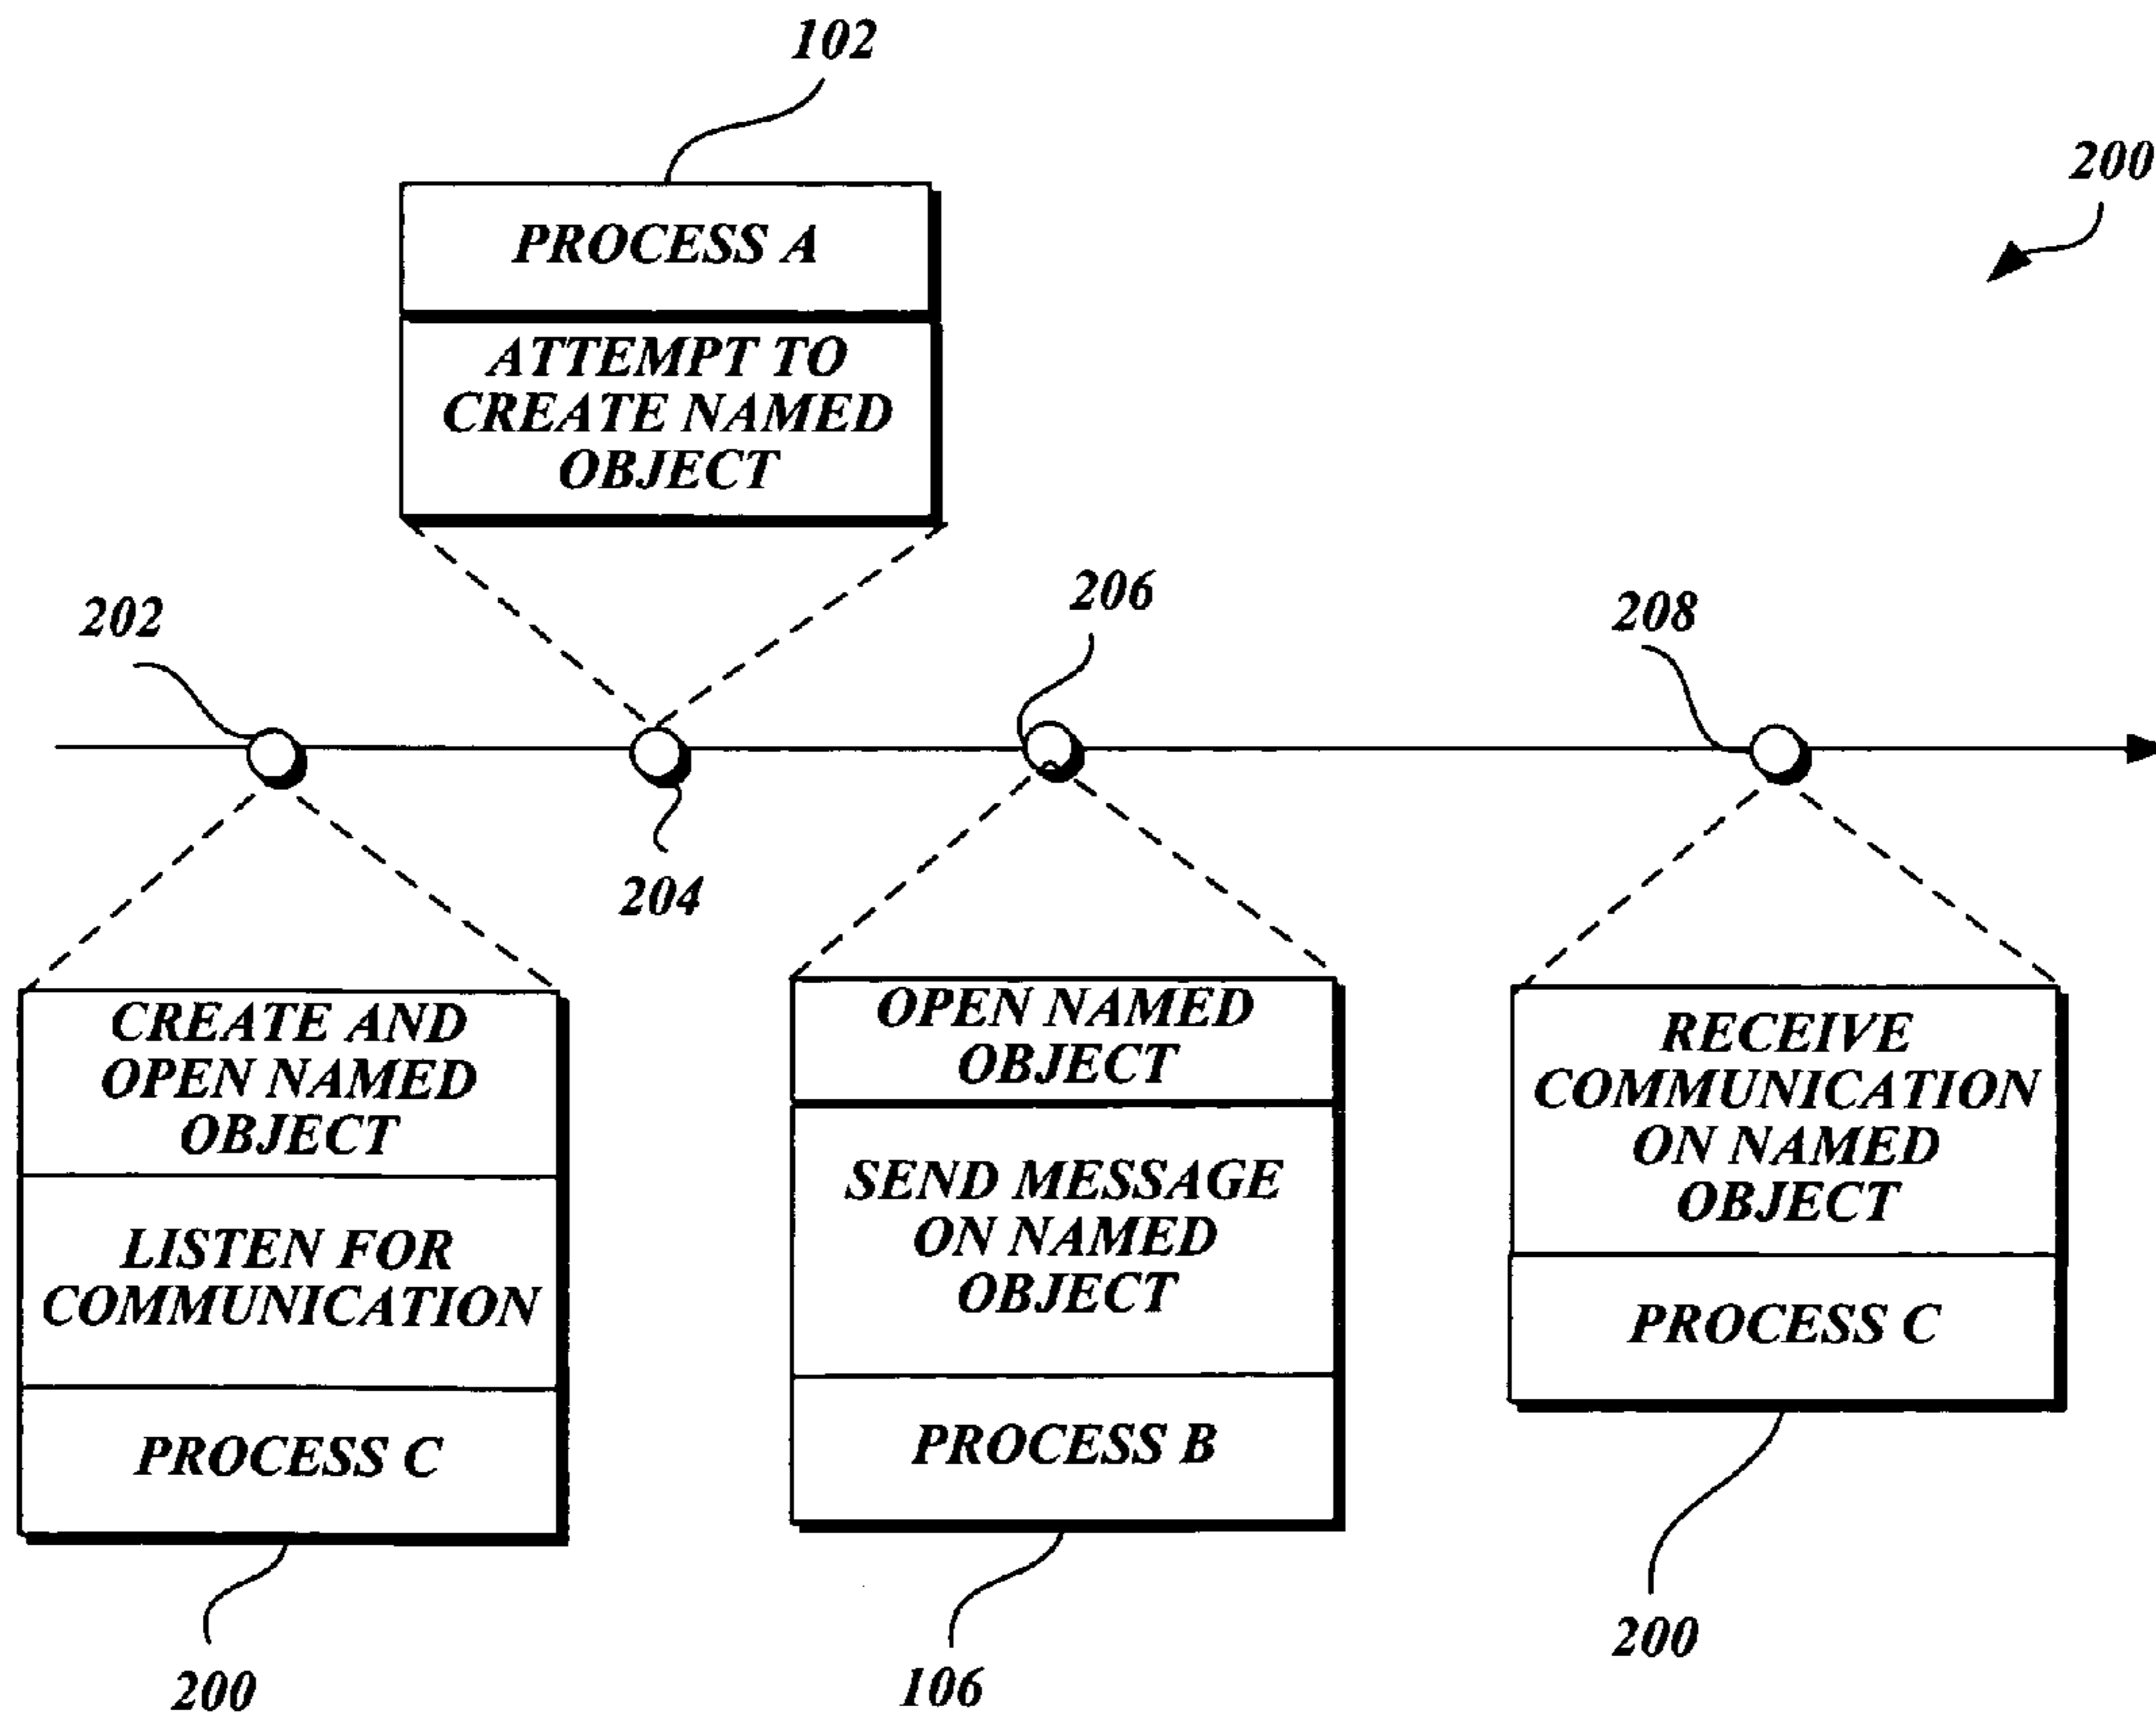 102
200
PROCESS A
ATTEMPT TO
CREATE NAMED
OBJECT
202
206
208
204
CREATE AND
OPEN NAMED
OBJECT
LISTEN FOR
COMMUNICATION
PROCESS C
200
OPEN NAMED
OBJECT
SEND MESSAGE
ON NAMED
OBJECT
PROCESS B
106
RECEIVE
COMMUNICATION
ON NAMED
OBJECT
PROCESS C
200